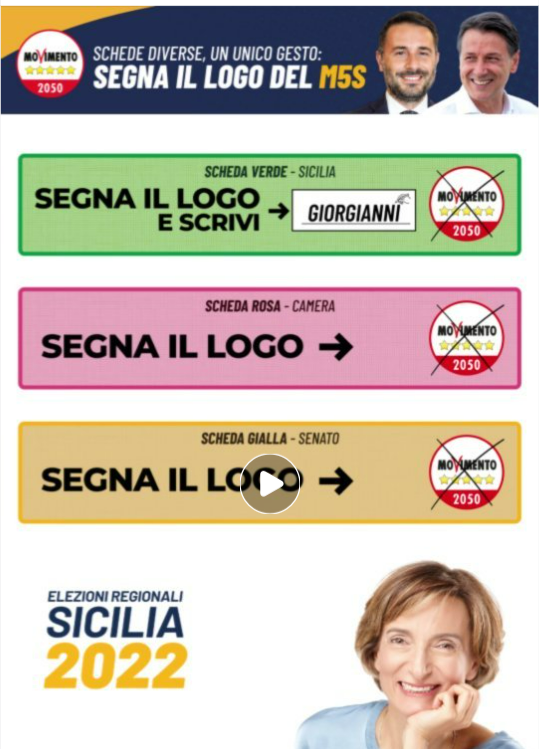 MOVIMENTO
2050
SCHEDE DIVERSE, UN UNICO GESTO:
SEGNA IL LOGO DEL M5S
SCHEDA VERDE - SICILIA
SEGNA IL LOGO
E SCRIVI
GIORGIANNI
MOVIMENTO
2050
SCHEDA ROSA - CAMERA
SEGNA IL LOGO
MOVIMENTO
2050
SCHEDA GIALLA - SENATO
SEGNA IL LOGO
MOVIMENTO
2050
ELEZIONI REGIONALI
SICILIA
2022